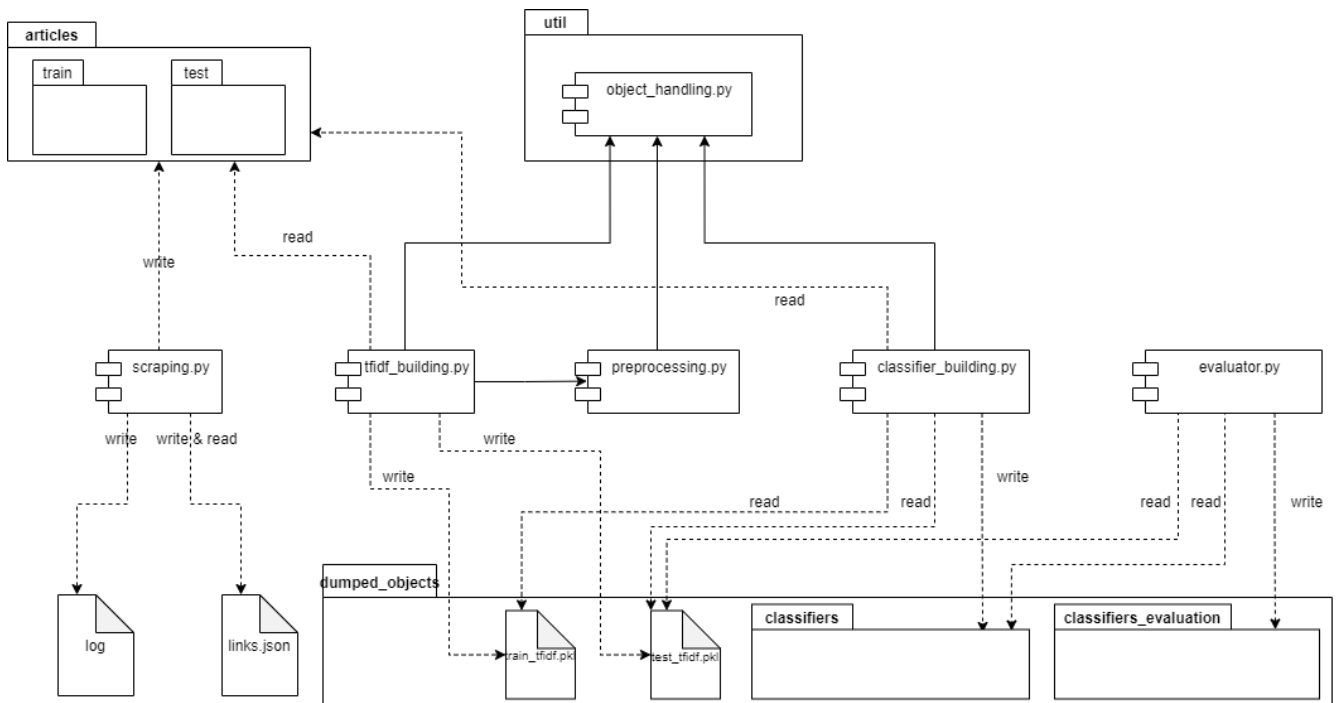 util
articles
train
test
object_handling.py
read
write
read
scraping.py
tfidf_building.py
preprocessing.py
classifier_building.py
evaluator.py
write
write & read
write
write
write
read
read
read
read
write
dumped_objects
classifiers
classifiers_evaluation
log
links.json
train_tfidf.pkl
test_tfidf.pkl